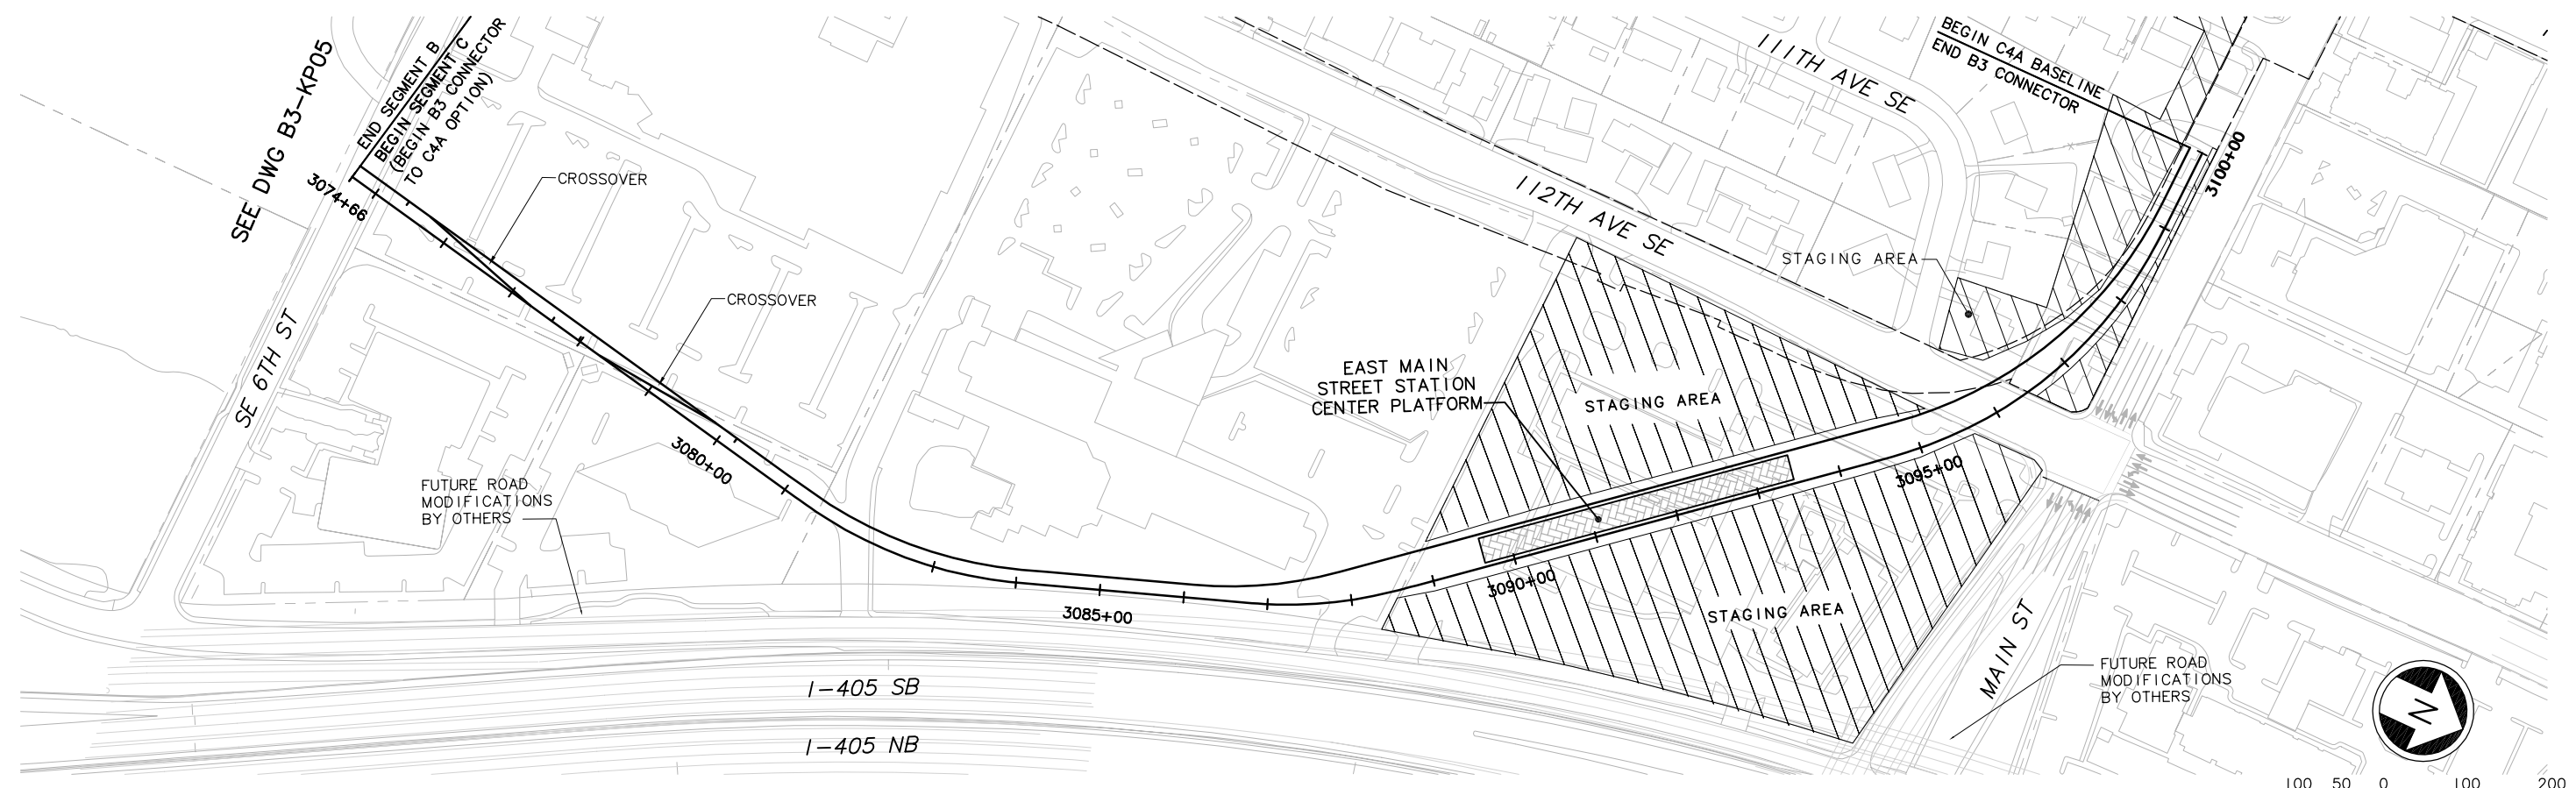 SEE DWG B3-KP05
END SEGMENT B
BEGIN SEGMENT C
(BEGIN B3 CONNECTOR
TO C4A OPTION)
3074+66
CROSSOVER
CROSSOVER
SE 6TH ST
3080+00
FUTURE ROAD
MODIFICATIONS
BY OTHERS
3085+00
I-405 SB
I-405 NB
111TH AVE SE
112TH AVE SE
BEGIN C4A BASELINE
END B3 CONNECTOR
3100+00
STAGING AREA
EAST MAIN
STREET STATION
CENTER PLATFORM
STAGING AREA
3095+00
3090+00
STAGING AREA
MAIN ST
FUTURE ROAD
MODIFICATIONS
BY OTHERS
N
100 50 0 100 200